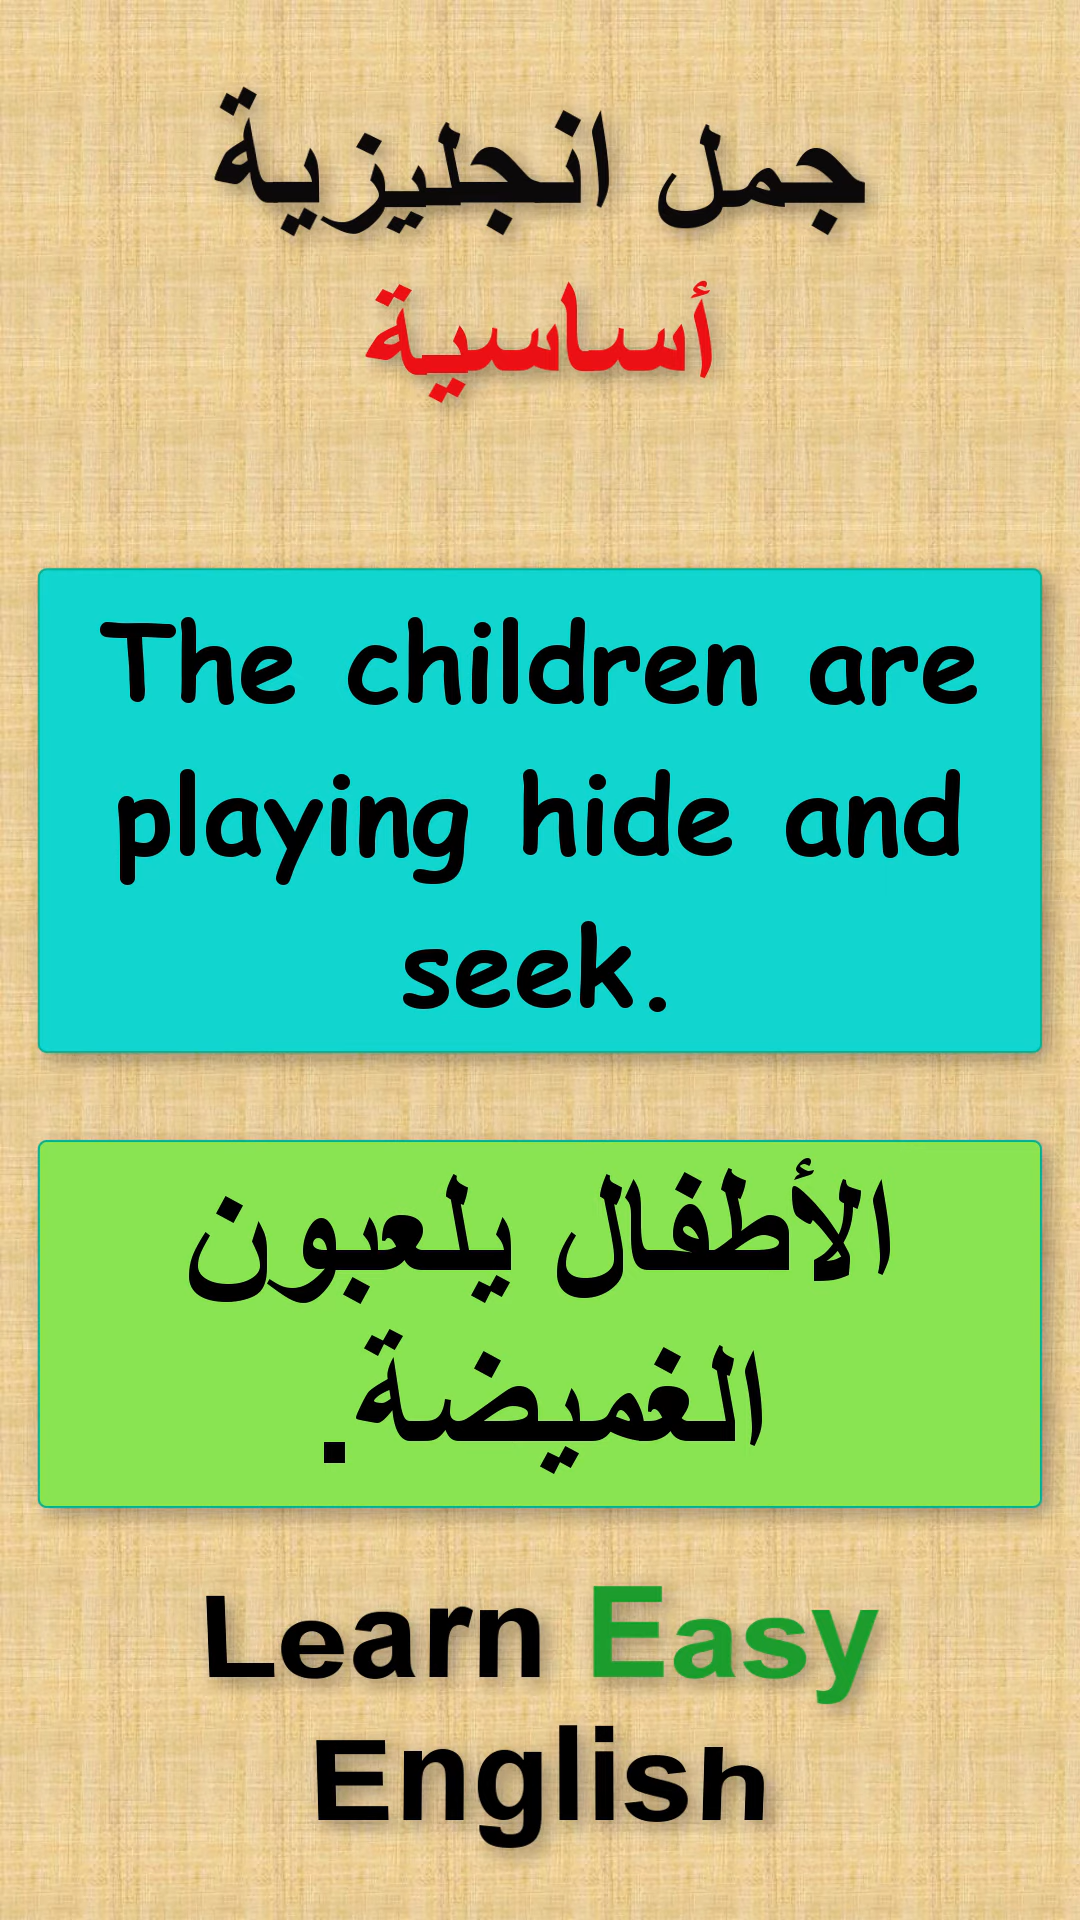 جمل انجليزية
أساسية
The children are
playing hide and
seek.
الأطفال يلعبون
الغميضة.
Learn Easy
English